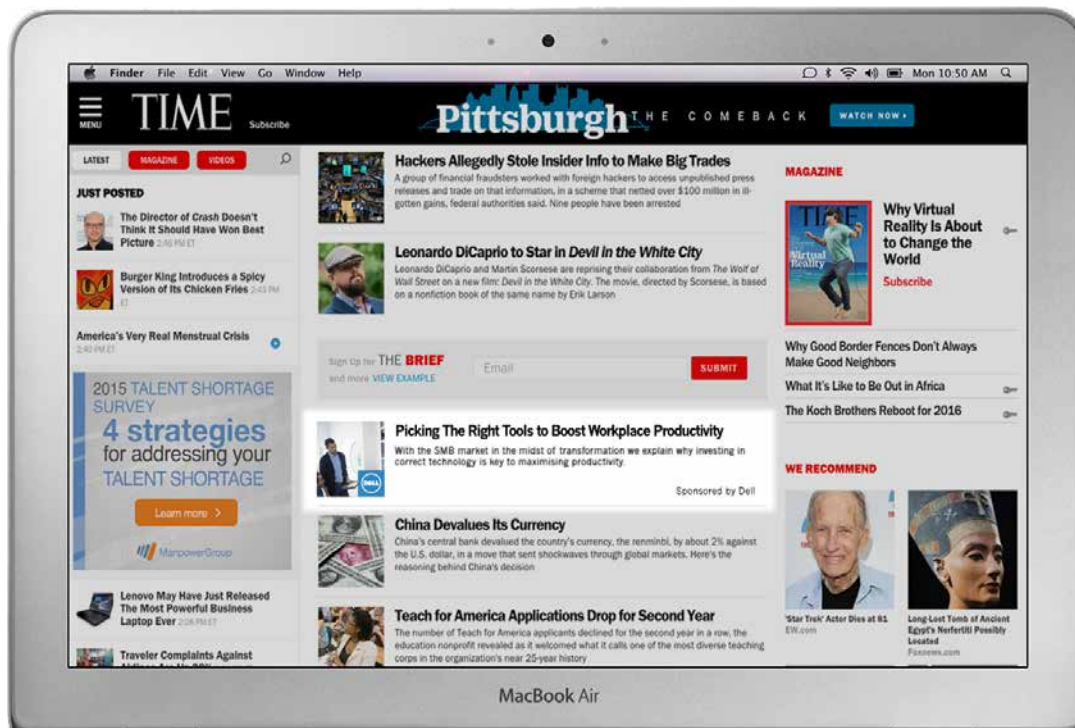 Finder File Edit View Go Window Help
Mon 10:50 AM
MENU
TIME
Subscribe
Pittsburgh
THE COMEBACK
WATCH NOW
LATEST
MAGAZINE
VIDEOS
JUST POSTED
The Director of Crash Doesn't
Think It Should Have Won Best
Picture 2:46 PM ET
Burger King Introduces a Spicy
Version of Its Chicken Fries 2:43 PM
ET
America's Very Real Menstrual Crisis
2:40 PM ET
2015 TALENT SHORTAGE
SURVEY
4 strategies
for addressing your
TALENT SHORTAGE
Learn more >
ManpowerGroup
Lenovo May Have Just Released
The Most Powerful Business
Laptop Ever 2:26 PM ET
Traveler Complaints Against
Hackers Allegedly Stole Insider Info to Make Big Trades
A group of financial fraudsters worked with foreign hackers to access unpublished press
releases and trade on that information, in a scheme that netted over $100 million in ill-
gotten gains, federal authorities said. Nine people have been arrested
Leonardo DiCaprio to Star in Devil in the White City
Leonardo DiCaprio and Martin Scorsese are reprising their collaboration from The Wolf of
Wall Street on a new film: Devil in the White City. The movie, directed by Scorsese, is based
on a nonfiction book of the same name by Erik Larson
Sign Up for THE BRIEF
and more VIEW EXAMPLE
Email
SUBMIT
Picking The Right Tools to Boost Workplace Productivity
With the SMB market in the midst of transformation we explain why investing in
correct technology is key to maximising productivity.
DELL
Sponsored by Dell
China Devalues Its Currency
China's central bank devalued the country's currency, the renminbi, by about 2% against
the U.S. dollar, in a move that sent shockwaves through global markets. Here's the
reasoning behind China's decision
Teach for America Applications Drop for Second Year
The number of Teach for America applicants declined for the second year in a row, the
education nonprofit revealed as it welcomed what it calls one of the most diverse teaching
corps in the organization's near 25-year history
MAGAZINE
TIME
Virtual
Reality
Why Virtual
Reality Is About
to Change the
World
Subscribe
Why Good Border Fences Don't Always
Make Good Neighbors
What It's Like to Be Out in Africa
The Koch Brothers Reboot for 2016
WE RECOMMEND
'Star Trek' Actor Dies at 81
EW.com
Long-Lost Tomb of Ancient
Egypt's Nerfertiti Possibly
Located
Foxnews.com
MacBook Air